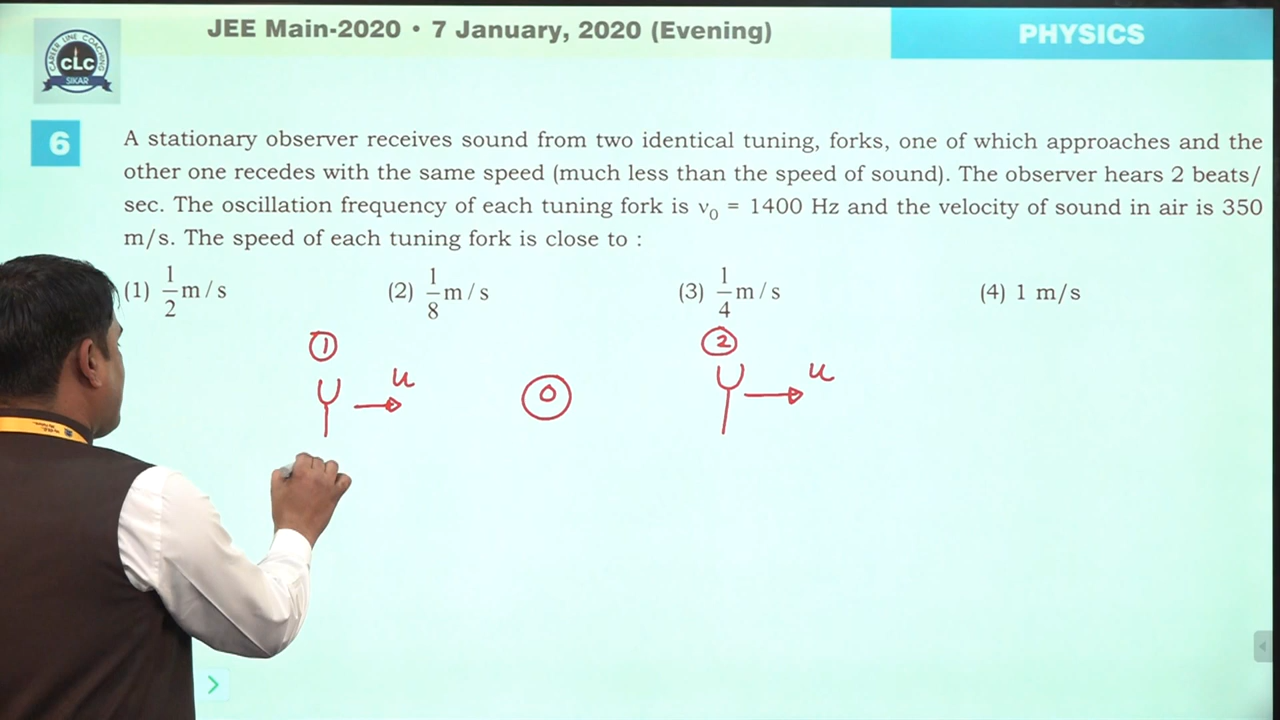 JEE Main-2020 • 7 January, 2020 (Evening)
PHYSICS
CAREER LINE COACHING
CLC
SIKAR
6
A stationary observer receives sound from two identical tuning, forks, one of which approaches and the
other one recedes with the same speed (much less than the speed of sound). The observer hears 2 beats/
sec. The oscillation frequency of each tuning fork is ν₀ = 1400 Hz and the velocity of sound in air is 350
m/s. The speed of each tuning fork is close to :
(1) 1/2 m/s (2) 1/8 m/s (3) 1/4 m/s (4) 1 m/s
1 2
u O u